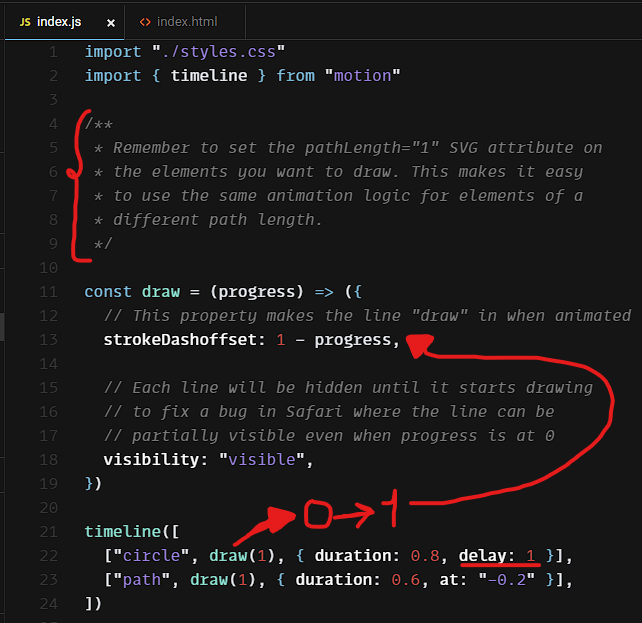 JS index.js ×
<> index.html
1 import "./styles.css"
2 import { timeline } from "motion"
3
4 /**
5 * Remember to set the pathLength="1" SVG attribute on
6 * the elements you want to draw. This makes it easy
7 * to use the same animation logic for elements of a
8 * different path length.
9 */
10
11 const draw = (progress) => ({
12 // This property makes the line "draw" in when animated
13 strokeDashoffset: 1 - progress,
14
15 // Each line will be hidden until it starts drawing
16 // to fix a bug in Safari where the line can be
17 // partially visible even when progress is at 0
18 visibility: "visible",
19 })
20
0→1
21 timeline([
22 ["circle", draw(1), { duration: 0.8, delay: 1 }],
23 ["path", draw(1), { duration: 0.6, at: "-0.2" }],
24 ])